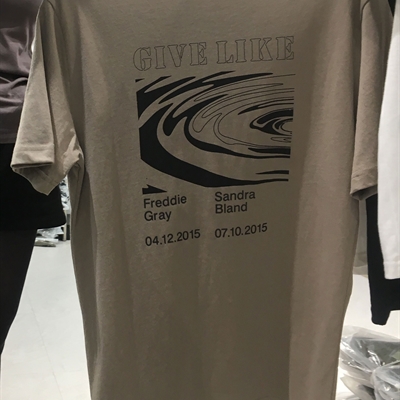 GIVE LIKE
Freddie Sandra
Gray Bland
04.12.2015 07.10.2015